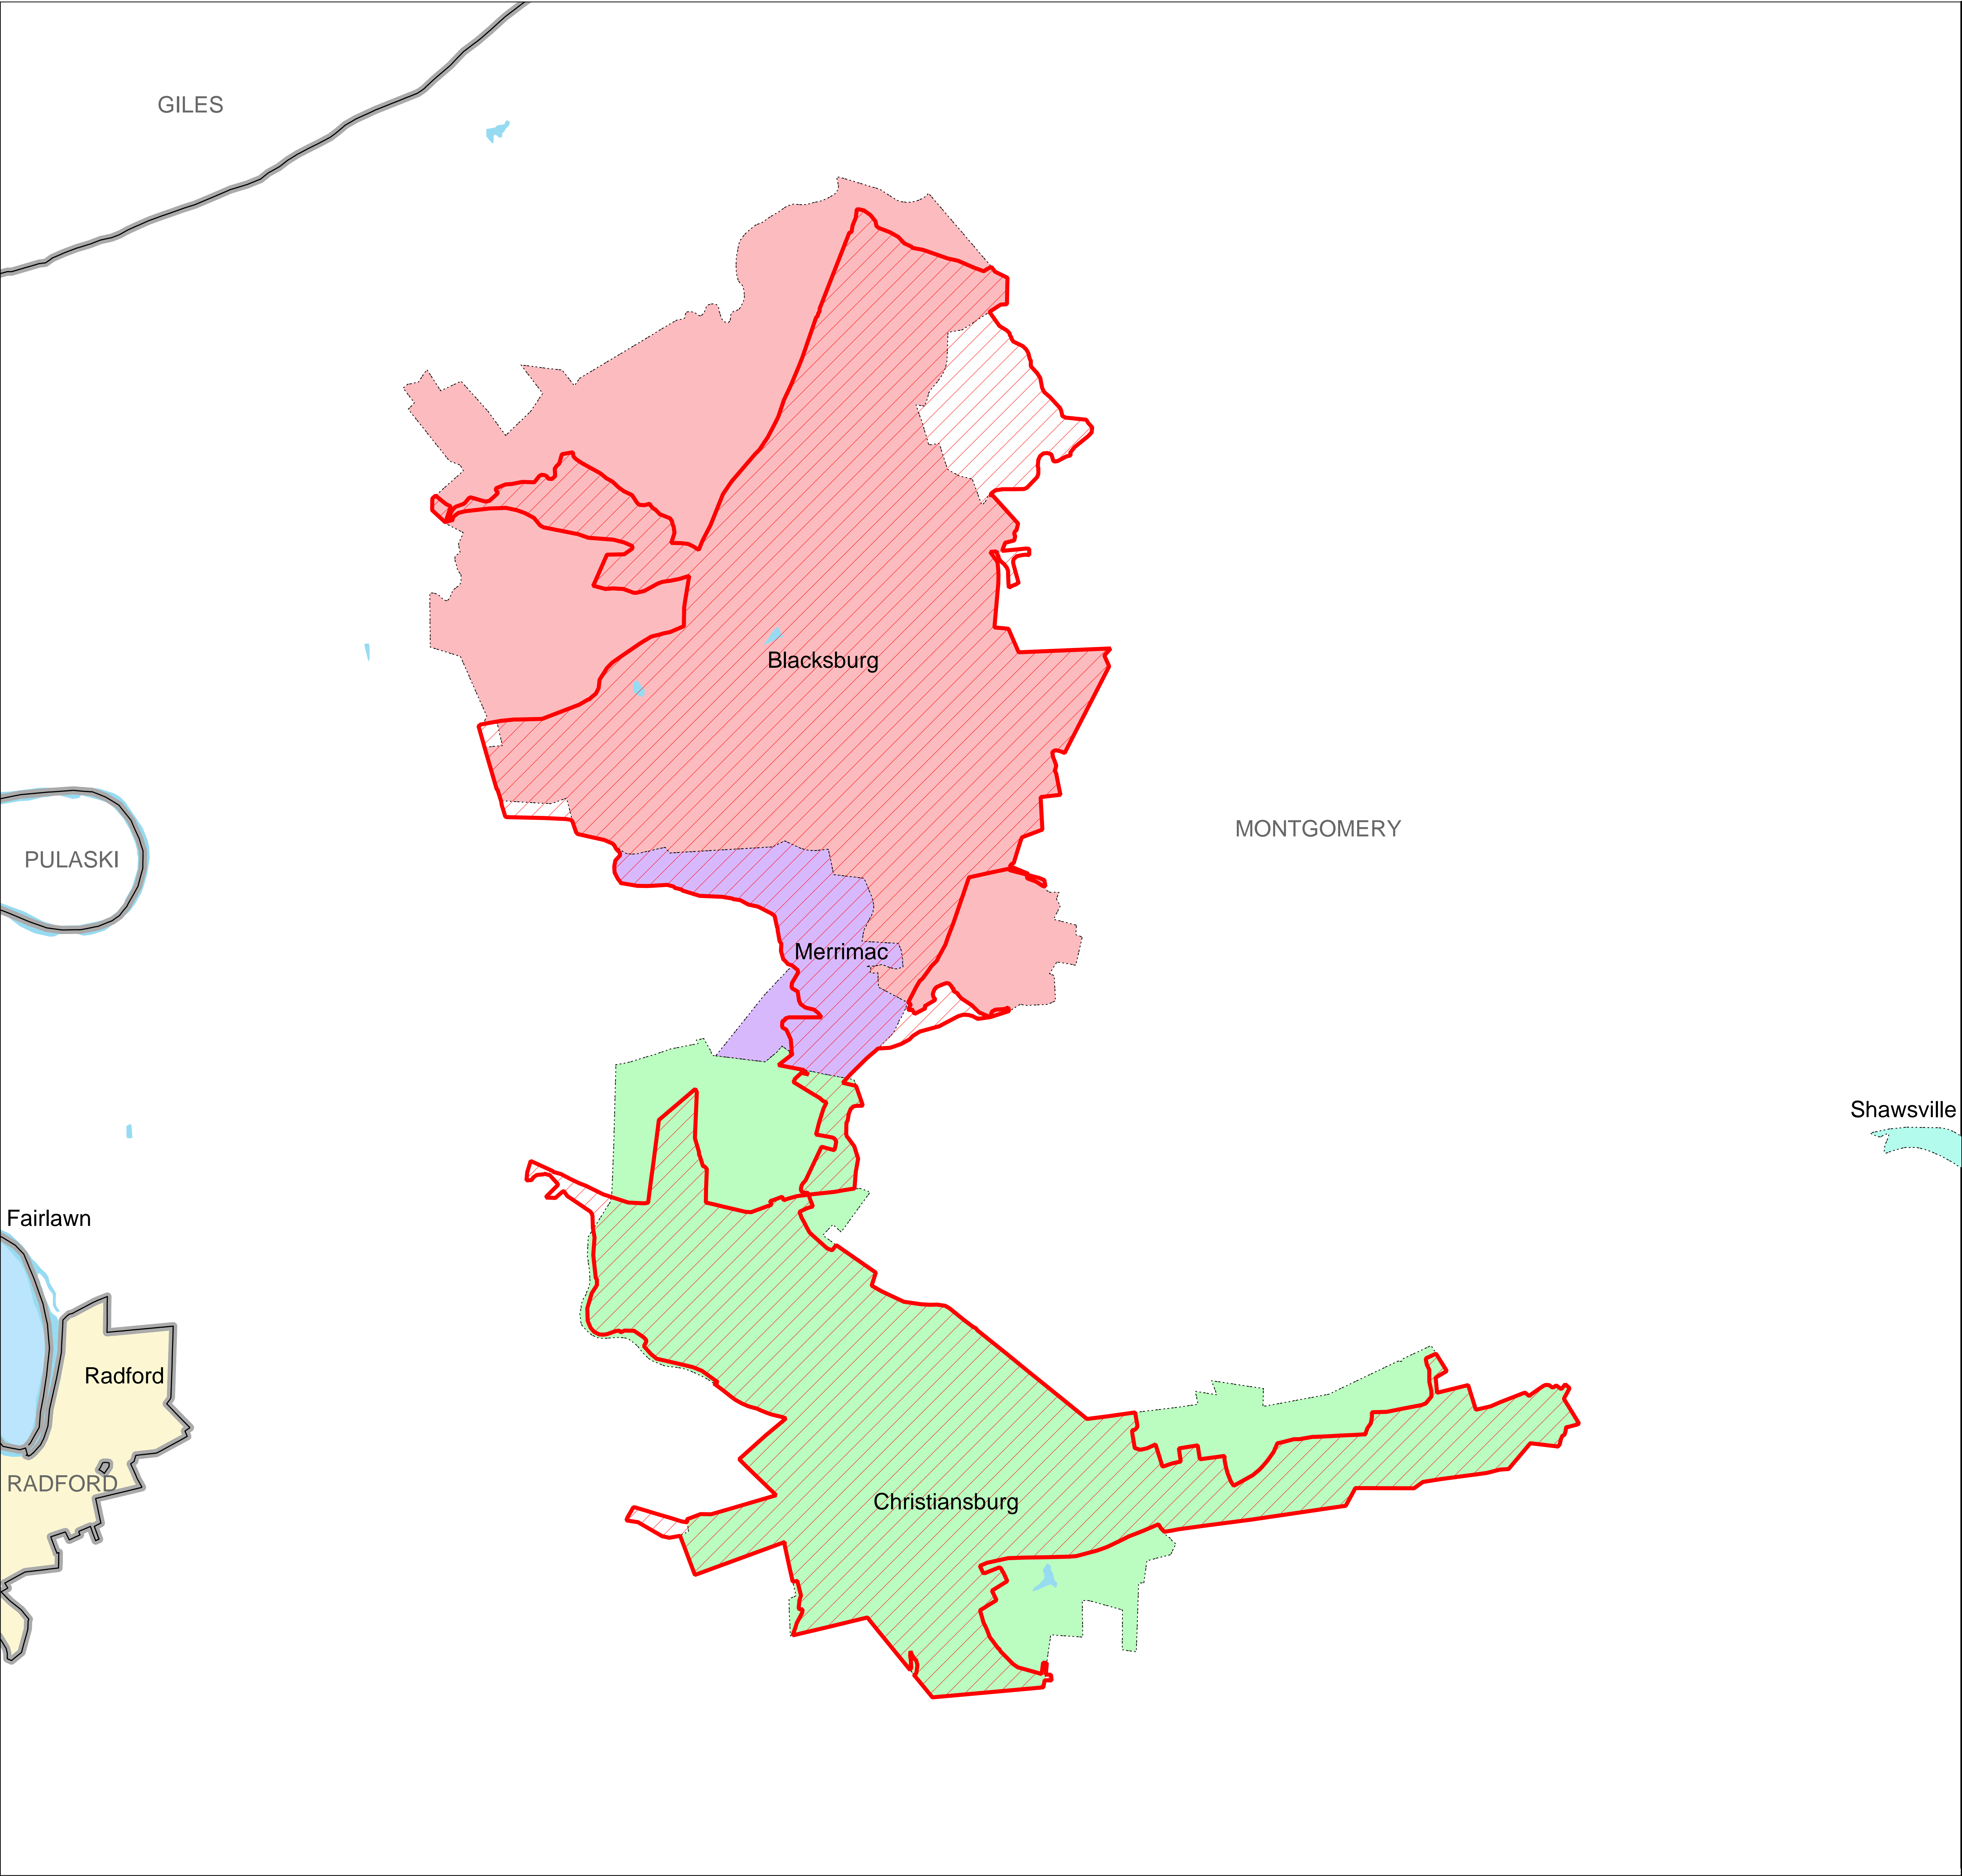 GILES
Blacksburg
MONTGOMERY
PULASKI
Merrimac
Shawsville
Fairlawn
Radford
RADFORD
Christiansburg